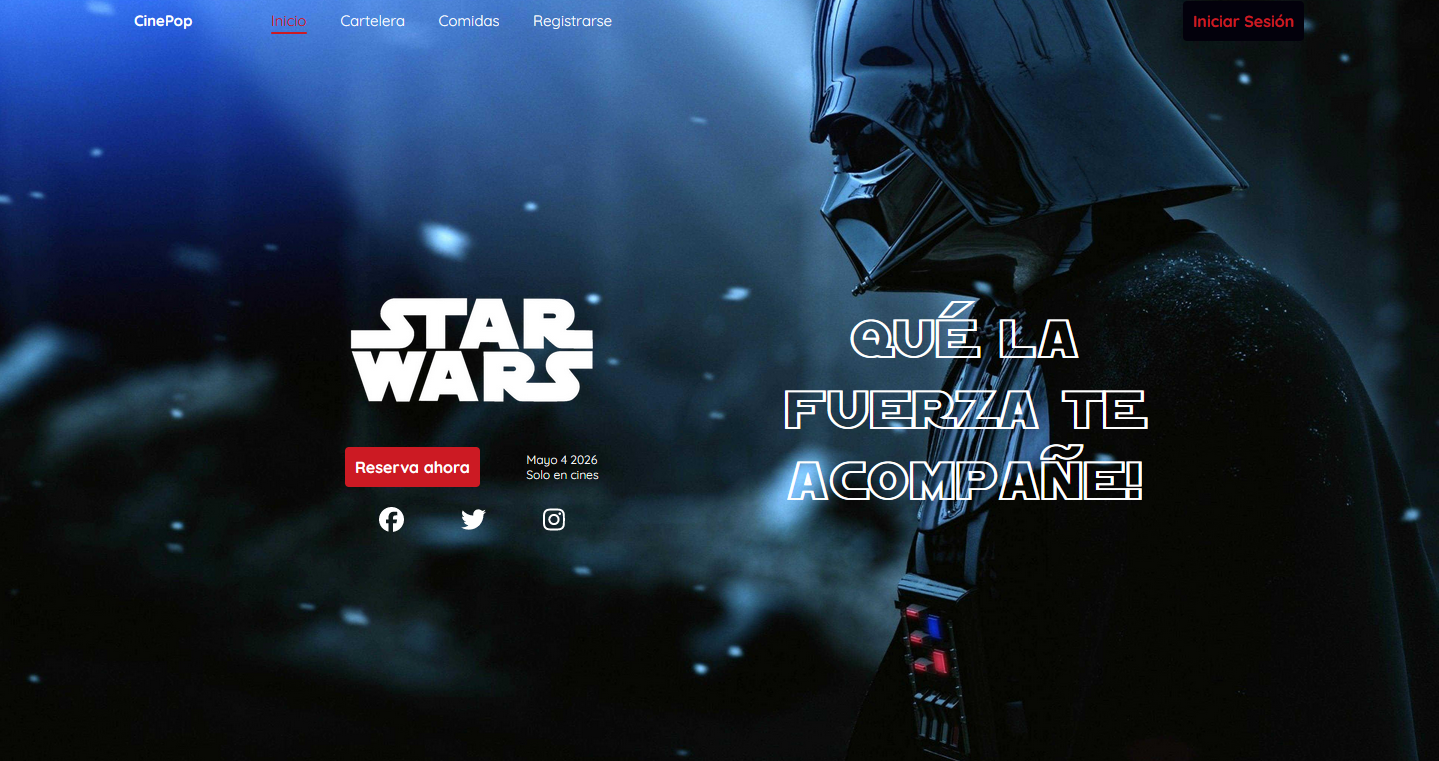 CinePop Inicio Cartelera Comidas Registrarse Iniciar Sesión
STAR
WARS
QUÉ LA
FUERZA TE
ACOMPAÑE!
Reserva ahora
Mayo 4 2026
Solo en cines